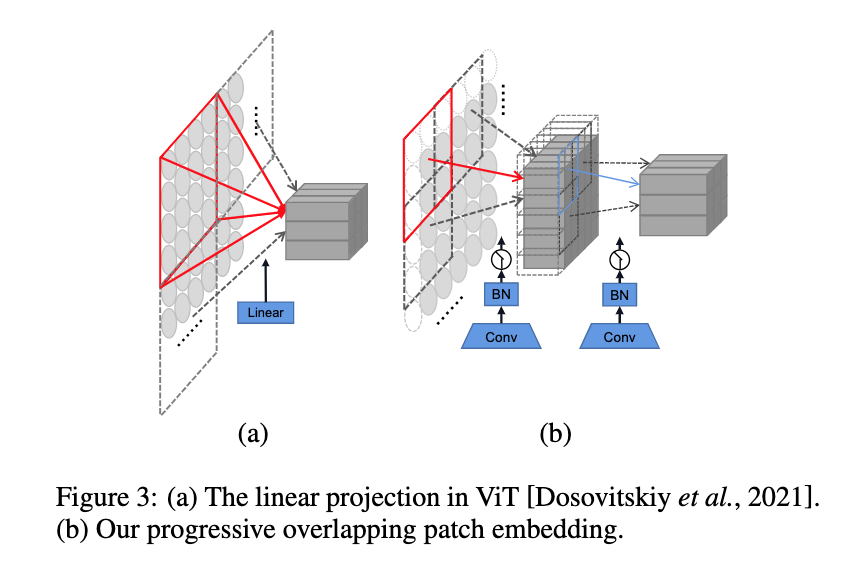 Linear
BN
BN
Conv
Conv
(a)
(b)
Figure 3: (a) The linear projection in ViT [Dosovitskiy et al., 2021].
(b) Our progressive overlapping patch embedding.